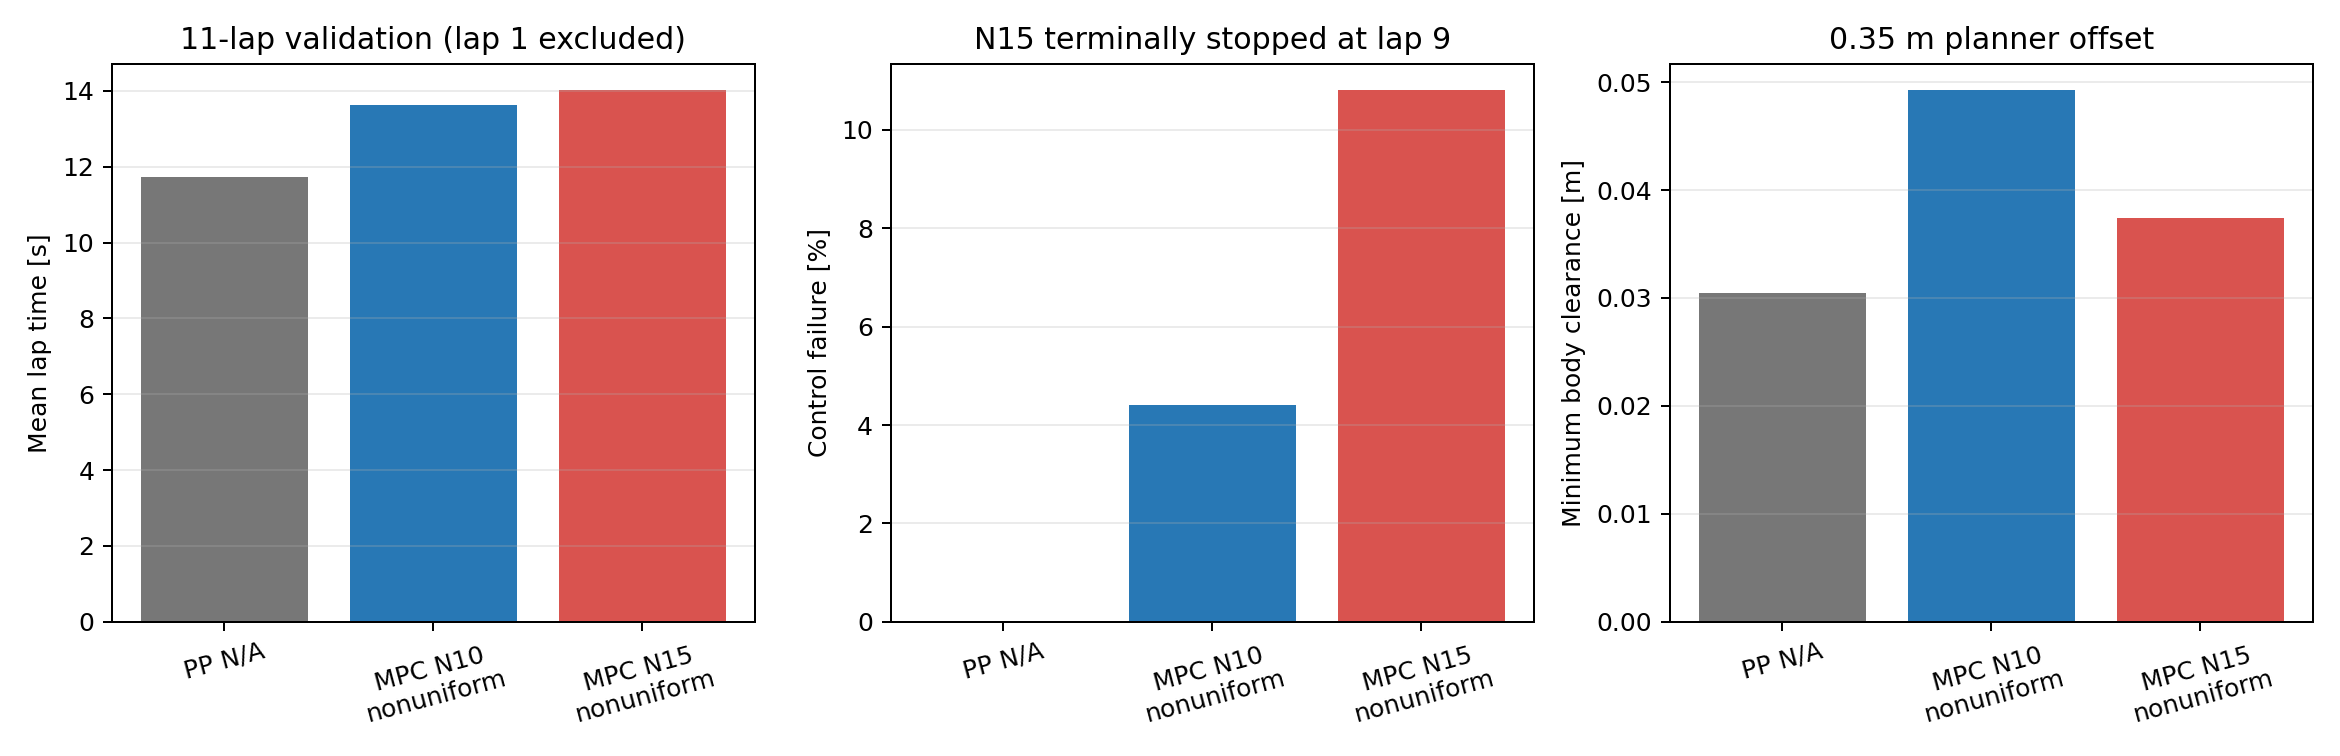 11-lap validation (lap 1 excluded)
Mean lap time [s]
14
12
10
8
6
4
2
0
PP N/A
MPC N10
nonuniform
MPC N15
nonuniform
N15 terminally stopped at lap 9
Control failure [%]
10
8
6
4
2
0
PP N/A
MPC N10
nonuniform
MPC N15
nonuniform
0.35 m planner offset
Minimum body clearance [m]
0.05
0.04
0.03
0.02
0.01
0.00
PP N/A
MPC N10
nonuniform
MPC N15
nonuniform